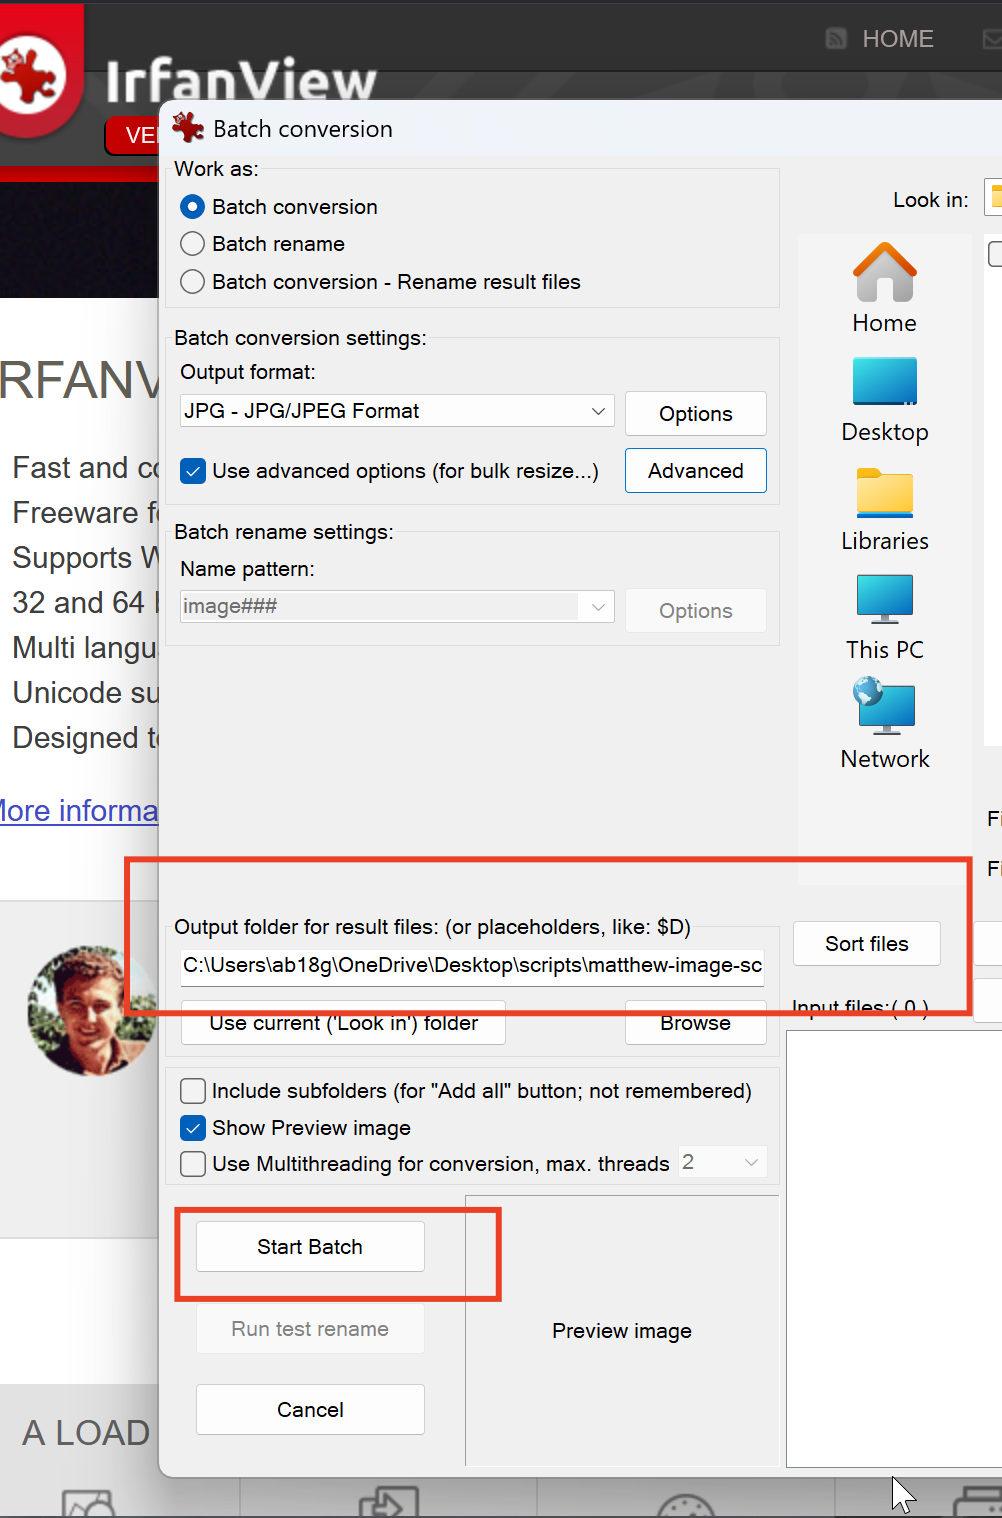 HOME
IrfanView
VE
Batch conversion
Work as:
Look in:
Batch conversion
Batch rename
Batch conversion - Rename result files
Home
Batch conversion settings:
Output format:
JPG - JPG/JPEG Format
Options
Desktop
RFANV
Use advanced options (for bulk resize...)
Advanced
Fast and co
Freeware fo
Batch rename settings:
Libraries
Supports W
Name pattern:
32 and 64 b
image###
Options
Multi langu
This PC
Unicode su
Designed to
Network
More informa
Fi
Fi
Output folder for result files: (or placeholders, like: $D)
Sort files
C:\Users\ab18g\OneDrive\Desktop\scripts\matthew-image-sc
Input files:( 0 )
Use current ('Look in') folder
Browse
Include subfolders (for "Add all" button; not remembered)
Show Preview image
Use Multithreading for conversion, max. threads
2
Start Batch
Run test rename
Preview image
Cancel
A LOAD